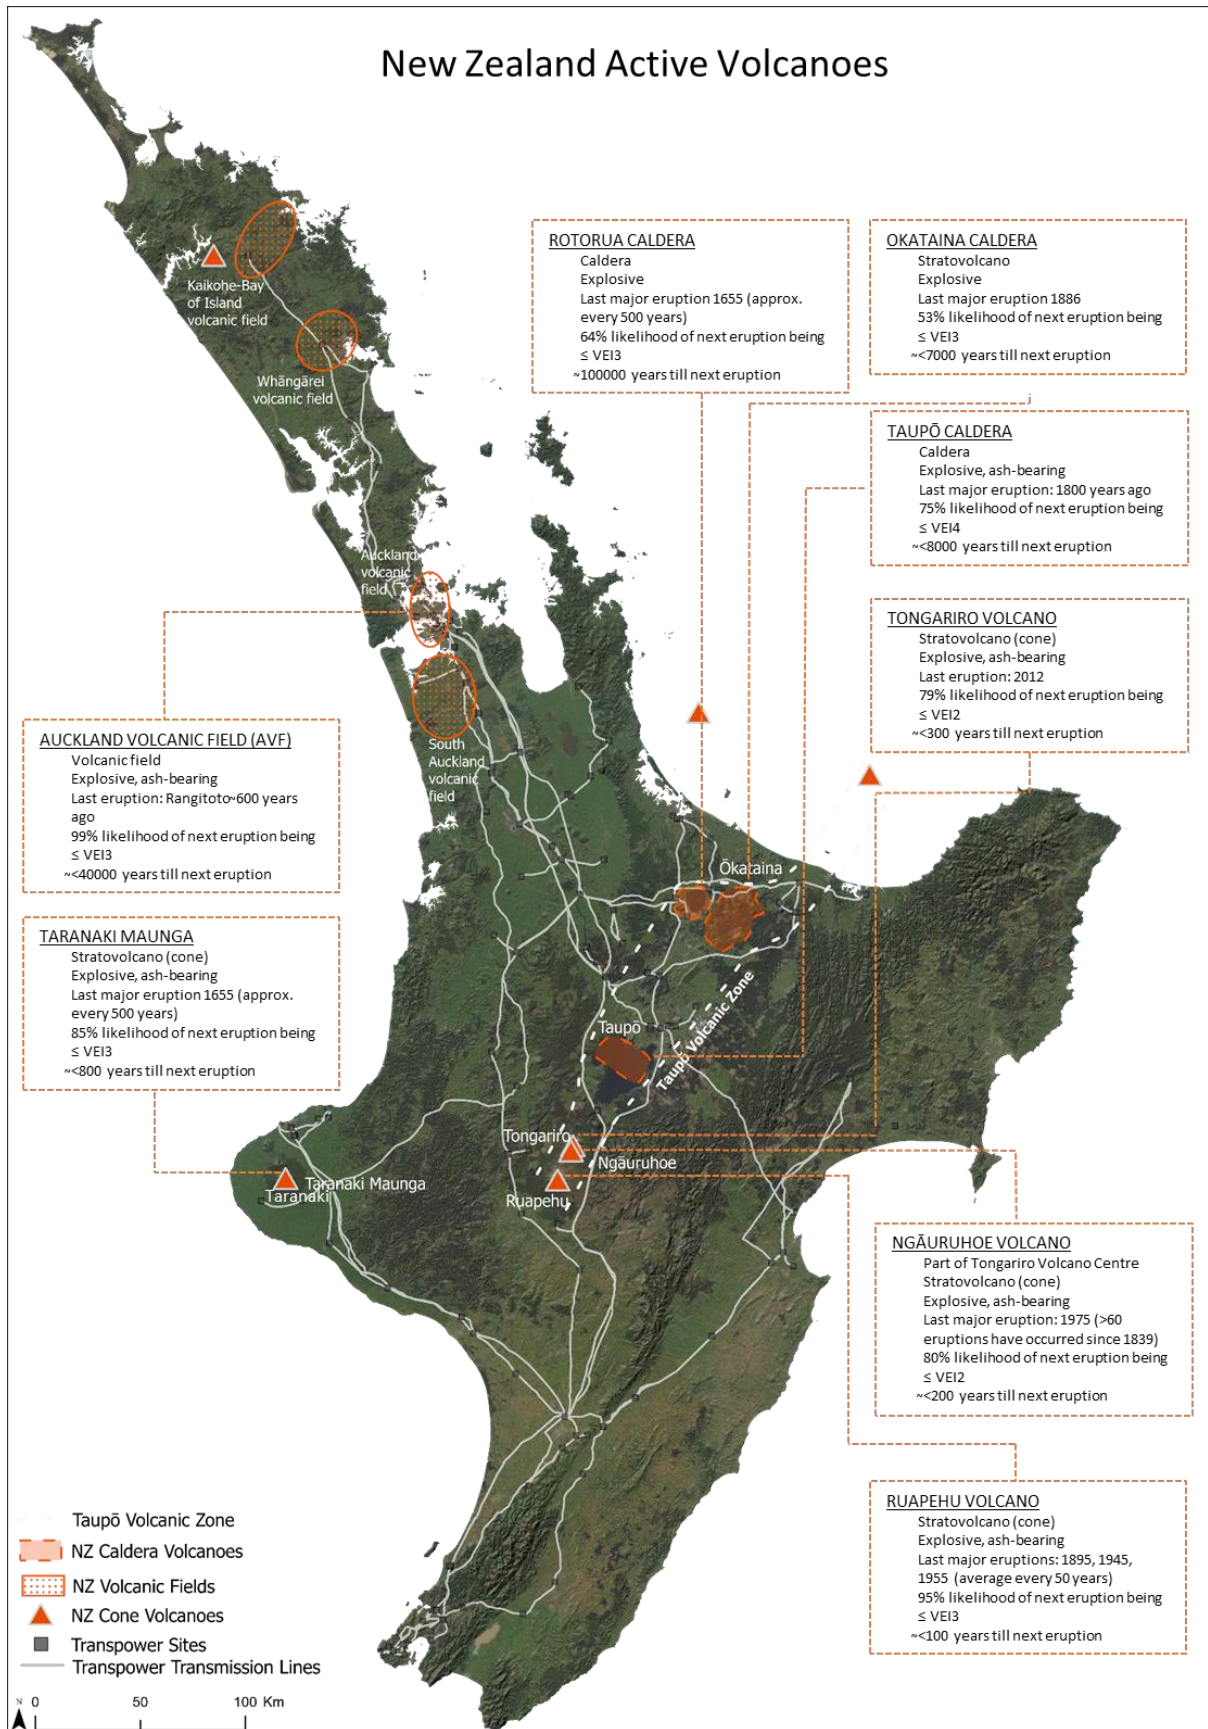 New Zealand Active Volcanoes
Kaikohe-Bay
of Island
volcanic field
Whāngārei
volcanic field
Auckland
volcanic
field
South
Auckland
volcanic
field
ROTORUA CALDERA
Caldera
Explosive
Last major eruption 1655 (approx.
every 500 years)
64% likelihood of next eruption being
≤ VEI3
~100000 years till next eruption
OKATAINA CALDERA
Stratovolcano
Explosive
Last major eruption 1886
53% likelihood of next eruption being
≤ VEI3
~<7000 years till next eruption
TAUPŌ CALDERA
Caldera
Explosive, ash-bearing
Last major eruption: 1800 years ago
75% likelihood of next eruption being
≤ VEI4
~<8000 years till next eruption
TONGARIRO VOLCANO
Stratovolcano (cone)
Explosive, ash-bearing
Last eruption: 2012
79% likelihood of next eruption being
≤ VEI2
~<300 years till next eruption
AUCKLAND VOLCANIC FIELD (AVF)
Volcanic field
Explosive, ash-bearing
Last eruption: Rangitoto~600 years
ago
99% likelihood of next eruption being
≤ VEI3
~<40000 years till next eruption
TARANAKI MAUNGA
Stratovolcano (cone)
Explosive, ash-bearing
Last major eruption 1655 (approx.
every 500 years)
85% likelihood of next eruption being
≤ VEI3
~<800 years till next eruption
Ōkataina
Taupō
Taupō Volcanic Zone
Tongariro
Ngāuruhoe
Ruapehu
Taranaki Maunga
Taranaki
NGĀURUHOE VOLCANO
Part of Tongariro Volcano Centre
Stratovolcano (cone)
Explosive, ash-bearing
Last major eruption: 1975 (>60
eruptions have occurred since 1839)
80% likelihood of next eruption being
≤ VEI2
~<200 years till next eruption
RUAPEHU VOLCANO
Stratovolcano (cone)
Explosive, ash-bearing
Last major eruptions: 1895, 1945,
1955 (average every 50 years)
95% likelihood of next eruption being
≤ VEI3
~<100 years till next eruption
Taupō Volcanic Zone
NZ Caldera Volcanoes
NZ Volcanic Fields
NZ Cone Volcanoes
Transpower Sites
Transpower Transmission Lines
N 0 50 100 Km